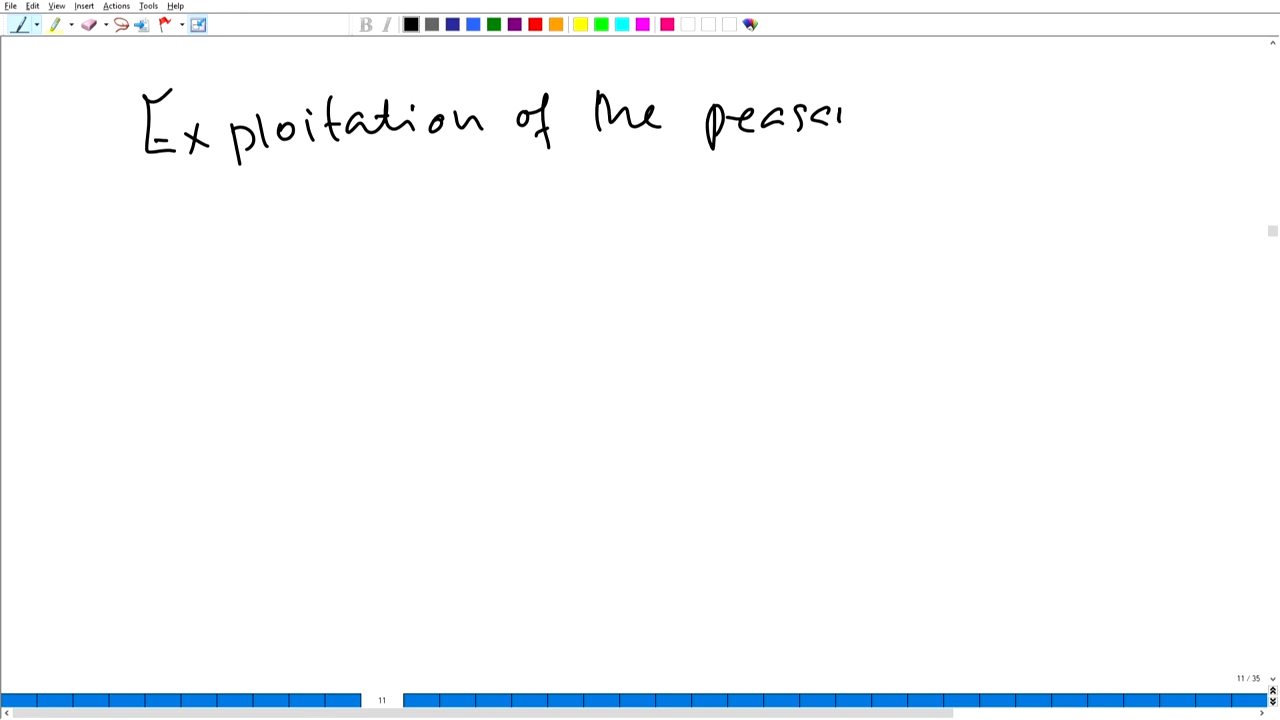 File Edit View Insert Actions Tools Help
B I
Exploitation of the peasa
11 / 35
11